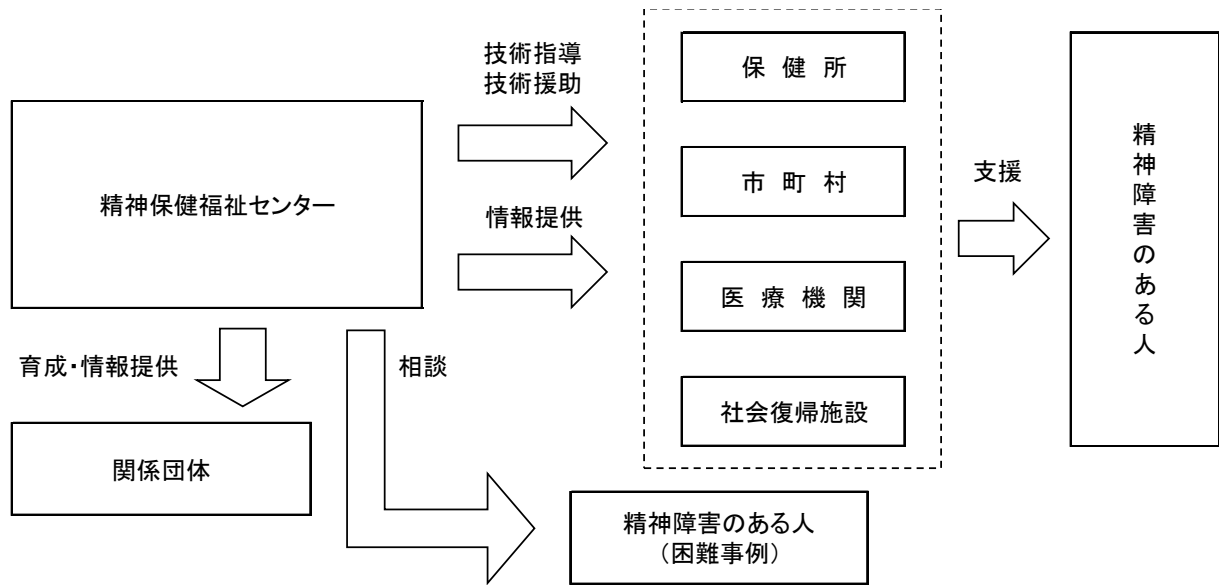 技術指導
技術援助
保健所
精神保健福祉センター
市町村
支援
精神障害のある人
情報提供
医療機関
育成・情報提供
相談
社会復帰施設
関係団体
精神障害のある人
（困難事例）